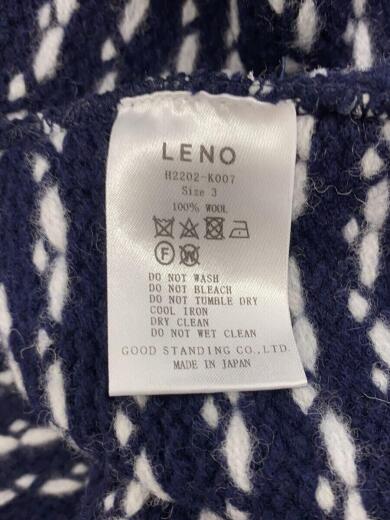 LENO
H2202-K007
Size 3
100% WOOL
F W
DO NOT WASH
DO NOT BLEACH
DO NOT TUMBLE DRY
COOL IRON
DRY CLEAN
DO NOT WET CLEAN
GOOD STANDING CO.,LTD.
MADE IN JAPAN